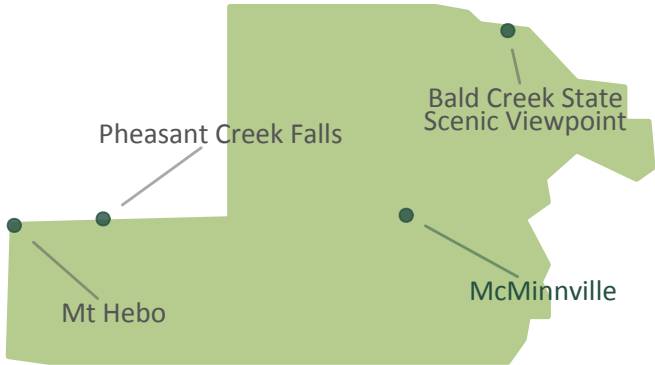 Bald Creek State
Scenic Viewpoint
Pheasant Creek Falls
McMinnville
Mt Hebo